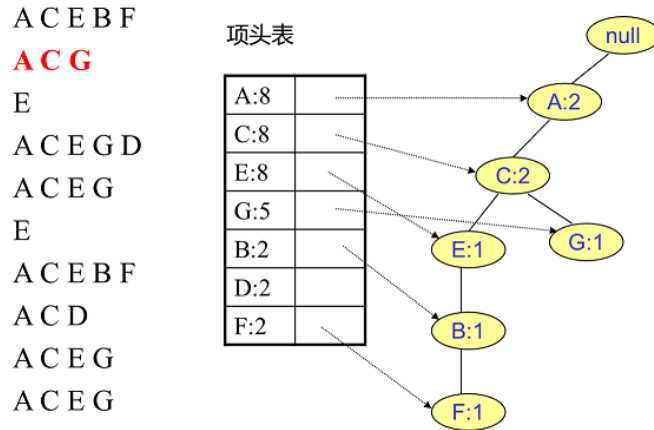 A C E B F
A C G
E
A C E G D
A C E G
E
A C E B F
A C D
A C E G
A C E G
项头表
A:8
C:8
E:8
G:5
B:2
D:2
F:2
null
A:2
C:2
E:1
G:1
B:1
F:1